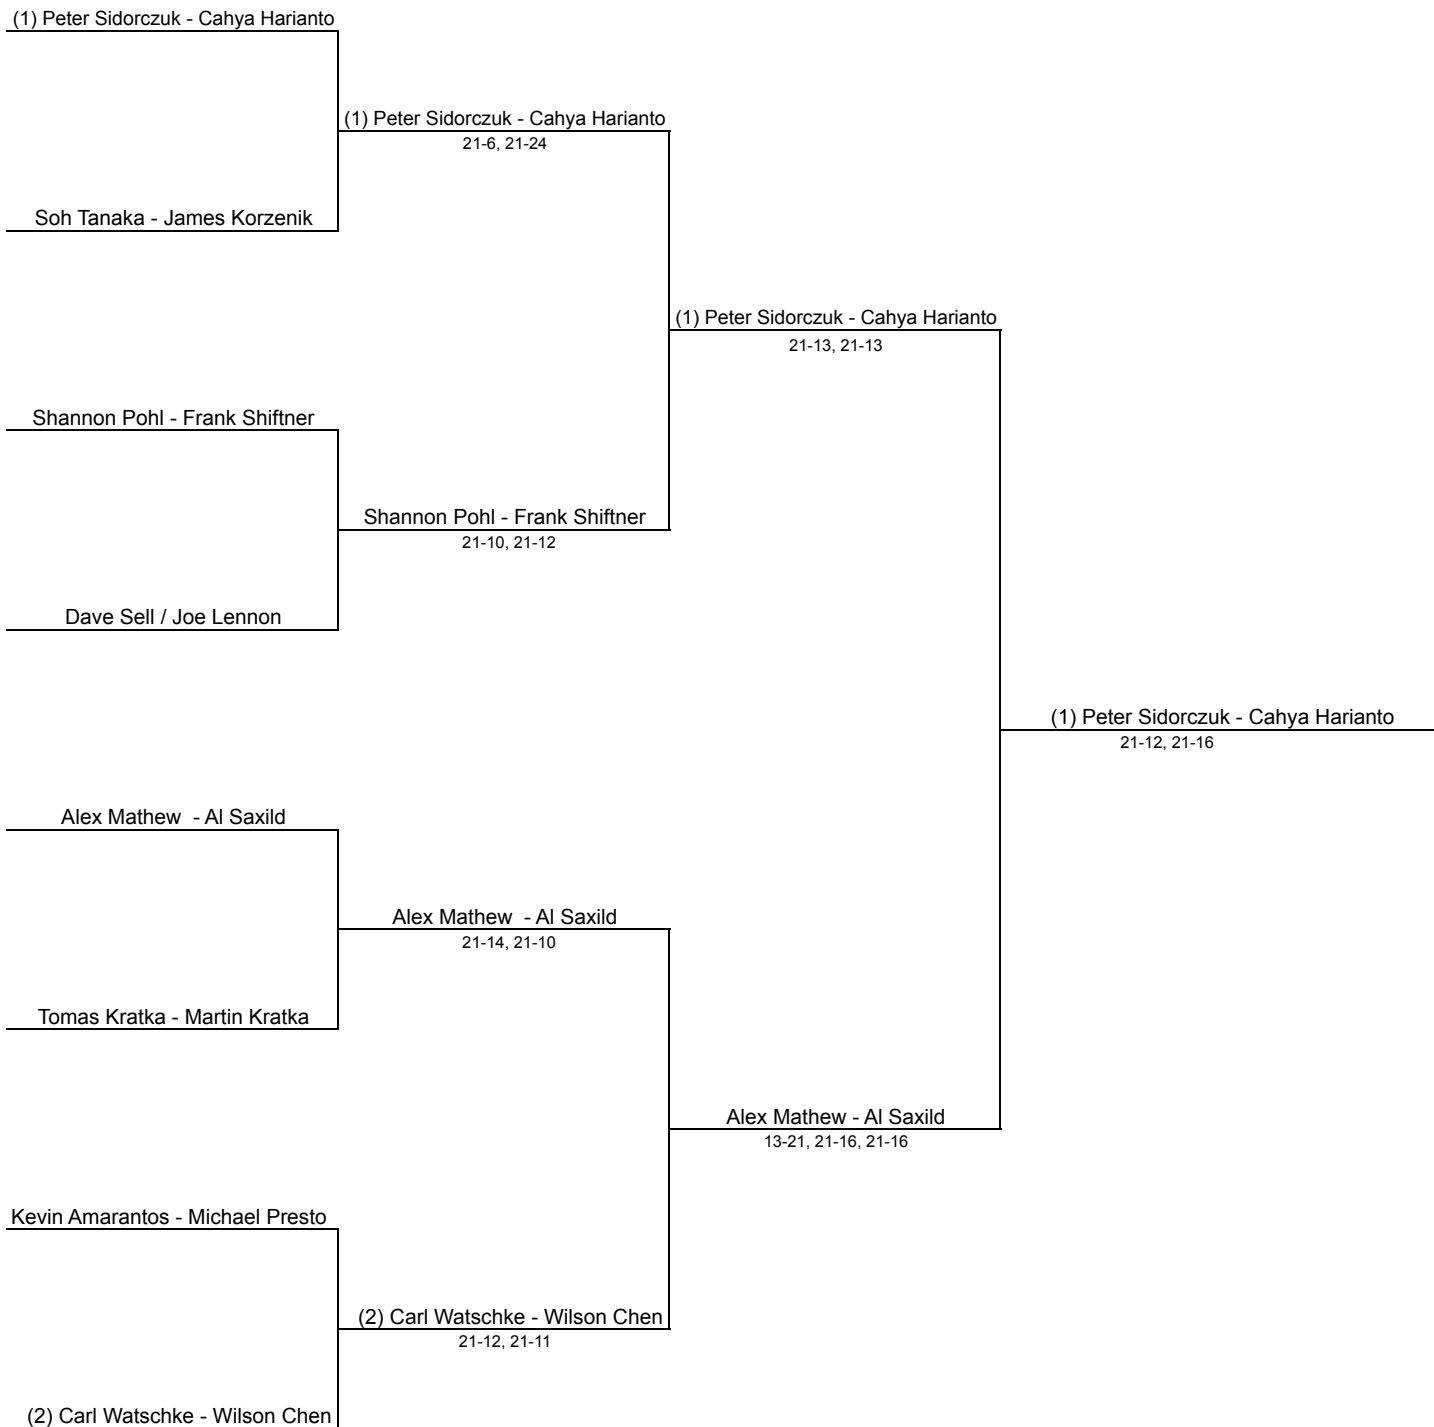 (1) Peter Sidorczuk - Cahya Harianto
(1) Peter Sidorczuk - Cahya Harianto
21-6, 21-24
Soh Tanaka - James Korzenik
(1) Peter Sidorczuk - Cahya Harianto
21-13, 21-13
Shannon Pohl - Frank Shiftner
Shannon Pohl - Frank Shiftner
21-10, 21-12
Dave Sell / Joe Lennon
(1) Peter Sidorczuk - Cahya Harianto
21-12, 21-16
Alex Mathew  - Al Saxild
Alex Mathew  - Al Saxild
21-14, 21-10
Tomas Kratka - Martin Kratka
Alex Mathew - Al Saxild
13-21, 21-16, 21-16
Kevin Amarantos - Michael Presto
(2) Carl Watschke - Wilson Chen
21-12, 21-11
(2) Carl Watschke - Wilson Chen